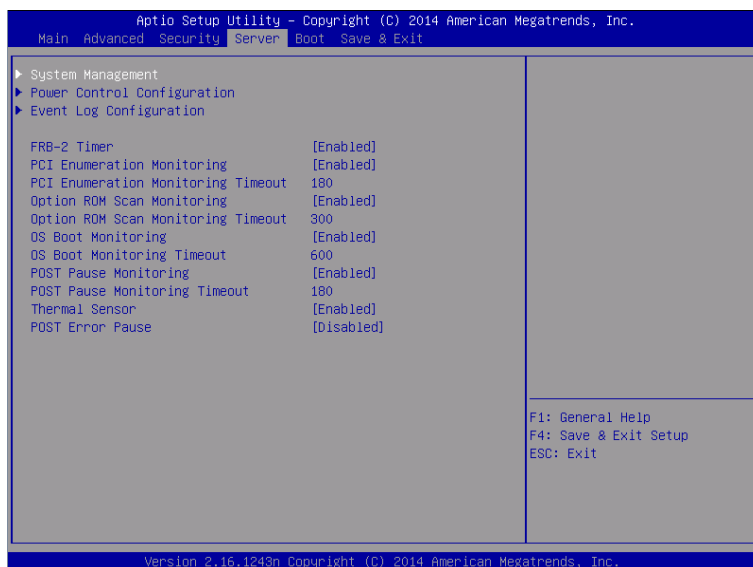 Aptio Setup Utility – Copyright (C) 2014 American Megatrends, Inc.
Main Advanced Security Server Boot Save & Exit
▶ System Management
▶ Power Control Configuration
▶ Event Log Configuration
FRB-2 Timer [Enabled]
PCI Enumeration Monitoring [Enabled]
PCI Enumeration Monitoring Timeout 180
Option ROM Scan Monitoring [Enabled]
Option ROM Scan Monitoring Timeout 300
OS Boot Monitoring [Enabled]
OS Boot Monitoring Timeout 600
POST Pause Monitoring [Enabled]
POST Pause Monitoring Timeout 180
Thermal Sensor [Enabled]
POST Error Pause [Disabled]
F1: General Help
F4: Save & Exit Setup
ESC: Exit
Version 2.16.1243n Copyright (C) 2014 American Megatrends, Inc.